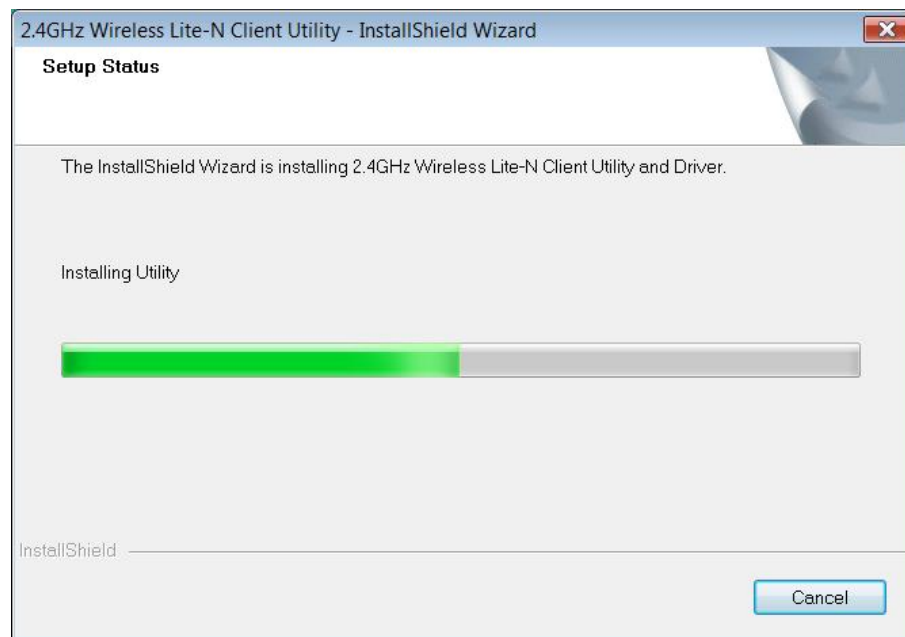 2.4GHz Wireless Lite-N Client Utility - InstallShield Wizard
Setup Status
The InstallShield Wizard is installing 2.4GHz Wireless Lite-N Client Utility and Driver.
Installing Utility
InstallShield
Cancel